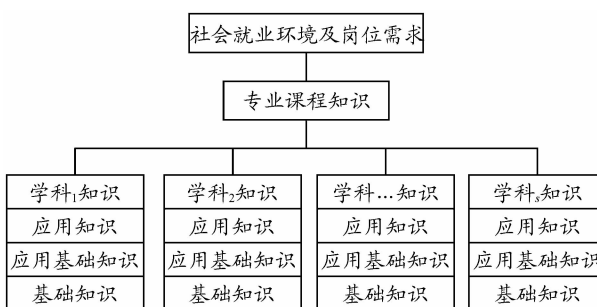 社会就业环境及岗位需求
专业课程知识
学科1知识 学科2知识 学科…知识 学科s知识
应用知识 应用知识 应用知识 应用知识
应用基础知识 应用基础知识 应用基础知识 应用基础知识
基础知识 基础知识 基础知识 基础知识